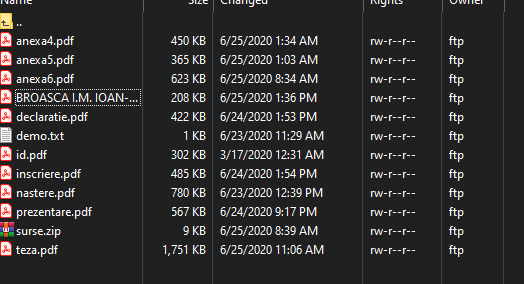 Name Size Changed Rights Owner
..
anexa4.pdf 450 KB 6/25/2020 1:34 AM rw-r--r-- ftp
anexa5.pdf 365 KB 6/25/2020 1:03 AM rw-r--r-- ftp
anexa6.pdf 623 KB 6/25/2020 8:34 AM rw-r--r-- ftp
BROASCA I.M. IOAN-... 208 KB 6/25/2020 1:36 PM rw-r--r-- ftp
declaratie.pdf 422 KB 6/24/2020 1:53 PM rw-r--r-- ftp
demo.txt 1 KB 6/23/2020 11:29 AM rw-r--r-- ftp
id.pdf 302 KB 3/17/2020 12:31 AM rw-r--r-- ftp
inscriere.pdf 485 KB 6/24/2020 1:54 PM rw-r--r-- ftp
nastere.pdf 780 KB 6/23/2020 12:39 PM rw-r--r-- ftp
prezentare.pdf 567 KB 6/24/2020 9:17 PM rw-r--r-- ftp
surse.zip 9 KB 6/25/2020 8:39 AM rw-r--r-- ftp
teza.pdf 1,751 KB 6/25/2020 11:06 AM rw-r--r-- ftp